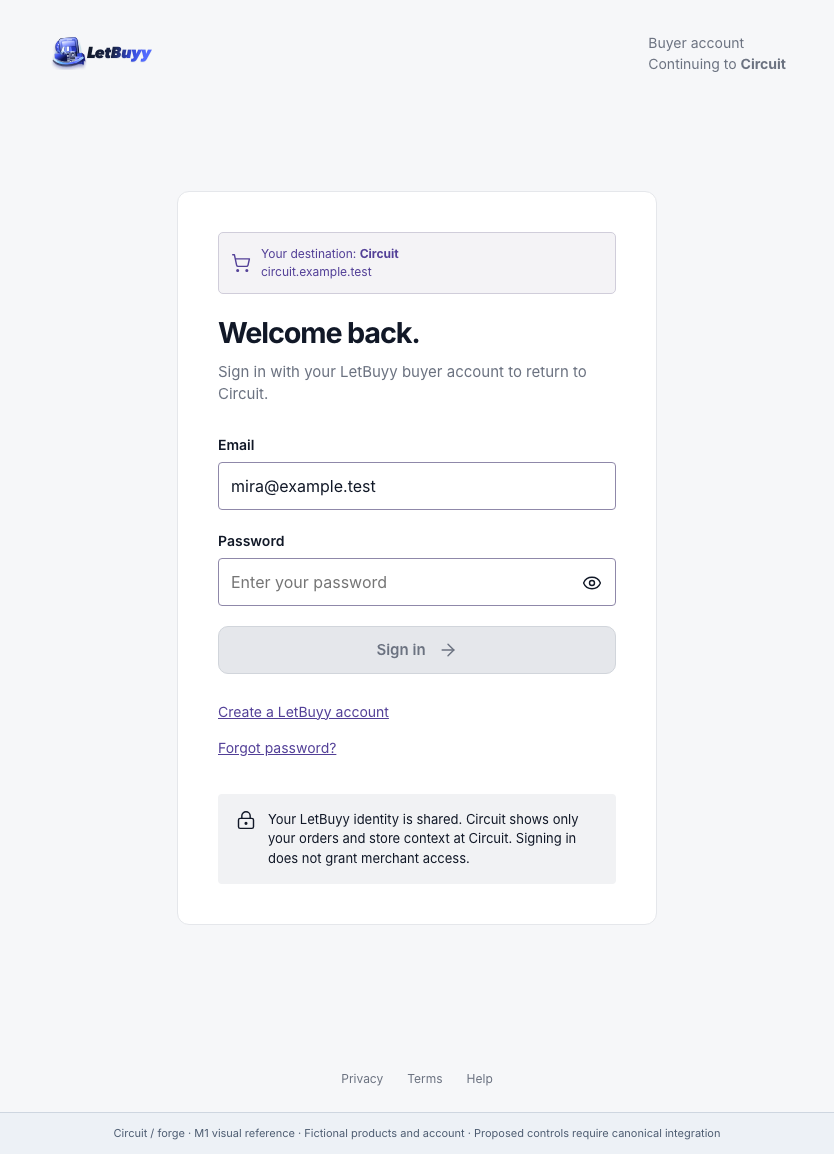 LetBuyy
Buyer account
Continuing to Circuit
Your destination: Circuit
circuit.example.test
Welcome back.
Sign in with your LetBuyy buyer account to return to
Circuit.
Email
mira@example.test
Password
Enter your password
Sign in
Create a LetBuyy account
Forgot password?
Your LetBuyy identity is shared. Circuit shows only
your orders and store context at Circuit. Signing in
does not grant merchant access.
Privacy Terms Help
Circuit / forge · M1 visual reference · Fictional products and account · Proposed controls require canonical integration